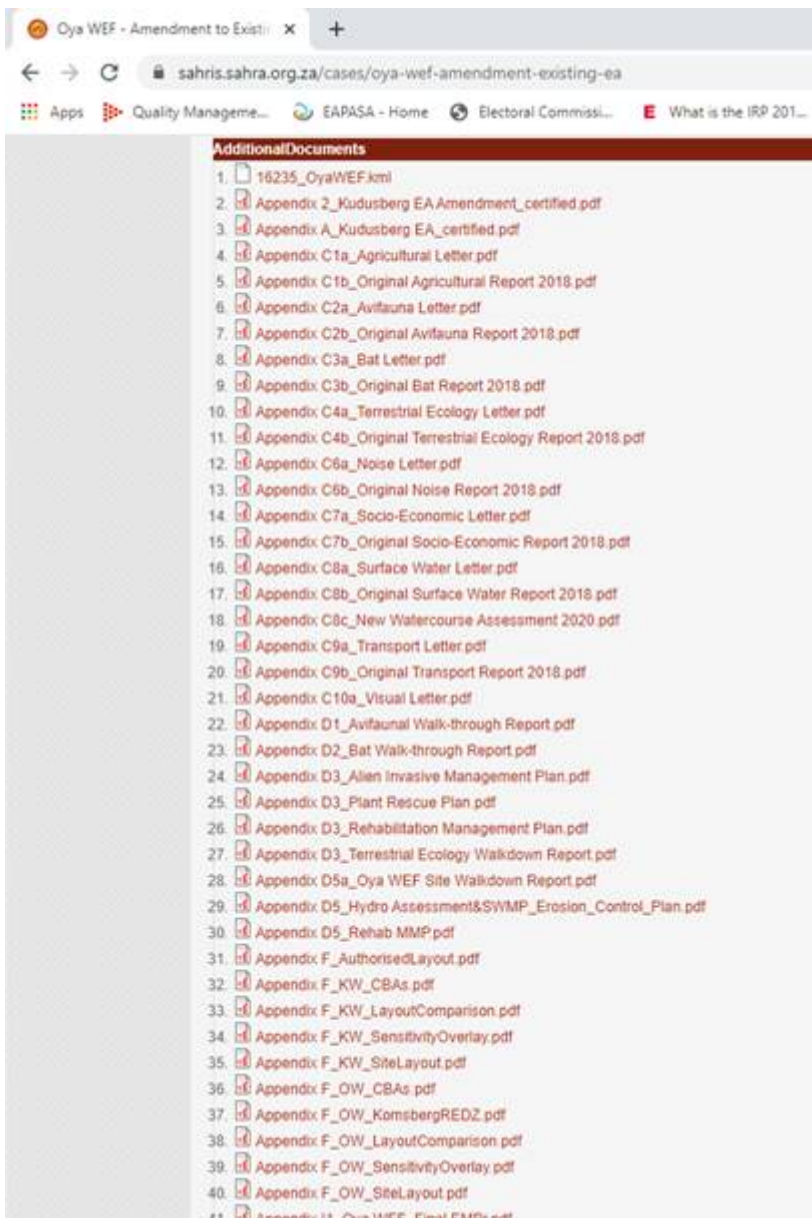 Oya WEF - Amendment to Existi
sahris.sahra.org.za/cases/oya-wef-amendment-existing-ea
Apps Quality Manageme... EAPASA - Home Electoral Commissi... What is the IRP 201...
AdditionalDocuments
1. 16235_OyaWEF.kml
2. Appendix 2_Kudusberg EA Amendment_certified.pdf
3. Appendix A_Kudusberg EA_certified.pdf
4. Appendix C1a_Agricultural Letter.pdf
5. Appendix C1b_Original Agricultural Report 2018.pdf
6. Appendix C2a_Avifauna Letter.pdf
7. Appendix C2b_Original Avifauna Report 2018.pdf
8. Appendix C3a_Bat Letter.pdf
9. Appendix C3b_Original Bat Report 2018.pdf
10. Appendix C4a_Terrestrial Ecology Letter.pdf
11. Appendix C4b_Original Terrestrial Ecology Report 2018.pdf
12. Appendix C6a_Noise Letter.pdf
13. Appendix C6b_Original Noise Report 2018.pdf
14. Appendix C7a_Socio-Economic Letter.pdf
15. Appendix C7b_Original Socio-Economic Report 2018.pdf
16. Appendix C8a_Surface Water Letter.pdf
17. Appendix C8b_Original Surface Water Report 2018.pdf
18. Appendix C8c_New Watercourse Assessment 2020.pdf
19. Appendix C9a_Transport Letter.pdf
20. Appendix C9b_Original Transport Report 2018.pdf
21. Appendix C10a_Visual Letter.pdf
22. Appendix D1_Avifaunal Walk-through Report.pdf
23. Appendix D2_Bat Walk-through Report.pdf
24. Appendix D3_Alien Invasive Management Plan.pdf
25. Appendix D3_Plant Rescue Plan.pdf
26. Appendix D3_Rehabilitation Management Plan.pdf
27. Appendix D3_Terrestrial Ecology Walkdown Report.pdf
28. Appendix D5a_Oya WEF Site Walkdown Report.pdf
29. Appendix D5_Hydro Assessment&SWMP_Erosion_Control_Plan.pdf
30. Appendix D5_Rehab MMP.pdf
31. Appendix F_AuthorisedLayout.pdf
32. Appendix F_KW_CBAs.pdf
33. Appendix F_KW_LayoutComparison.pdf
34. Appendix F_KW_SensitivityOverlay.pdf
35. Appendix F_KW_SiteLayout.pdf
36. Appendix F_OW_CBAs.pdf
37. Appendix F_OW_KomsbergREDZ.pdf
38. Appendix F_OW_LayoutComparison.pdf
39. Appendix F_OW_SensitivityOverlay.pdf
40. Appendix F_OW_SiteLayout.pdf